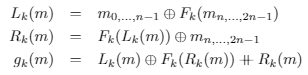 L_k(m) = m_{0,...,n−1} ⊕ F_k(m_{n,...,2n−1})
R_k(m) = F_k(L_k(m)) ⊕ m_{n,...,2n−1}
g_k(m) = L_k(m) ⊕ F_k(R_k(m)) ⧺ R_k(m)